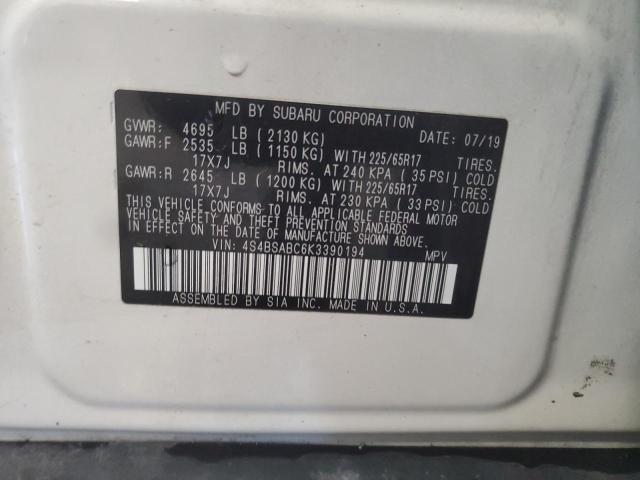 MFD BY SUBARU CORPORATION
GVWR: 4695 LB ( 2130 KG) DATE: 07/19
GAWR:F 2535 LB ( 1150 KG) WITH 225/65R17 TIRES.
17X7J RIMS. AT 240 KPA ( 35 PSI) COLD
GAWR:R 2645 LB ( 1200 KG) WITH 225/65R17 TIRES.
17X7J RIMS. AT 230 KPA ( 33 PSI) COLD
THIS VEHICLE CONFORMS TO ALL APPLICABLE FEDERAL MOTOR
VEHICLE SAFETY AND THEFT PREVENTION STANDARDS
IN EFFECT ON THE DATE OF MANUFACTURE SHOWN ABOVE.
VIN: 4S4BSABC6K3390194 MPV
ASSEMBLED BY SIA INC. MADE IN U.S.A.